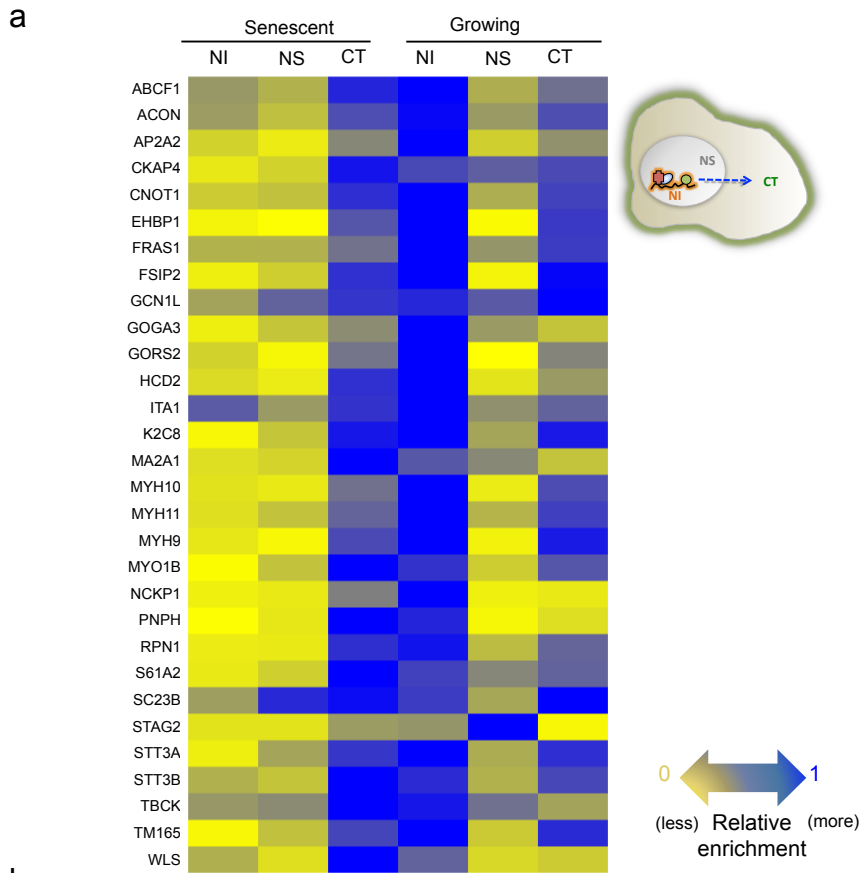 a
Senescent Growing
NI NS CT NI NS CT
ABCF1
ACON
AP2A2
CKAP4
CNOT1
EHBP1
FRAS1
FSIP2
GCN1L
GOGA3
GORS2
HCD2
ITA1
K2C8
MA2A1
MYH10
MYH11
MYH9
MYO1B
NCKP1
PNPH
RPN1
S61A2
SC23B
STAG2
STT3A
STT3B
TBCK
TM165
WLS
NS
CT
NI
0 1
(less) Relative (more)
enrichment